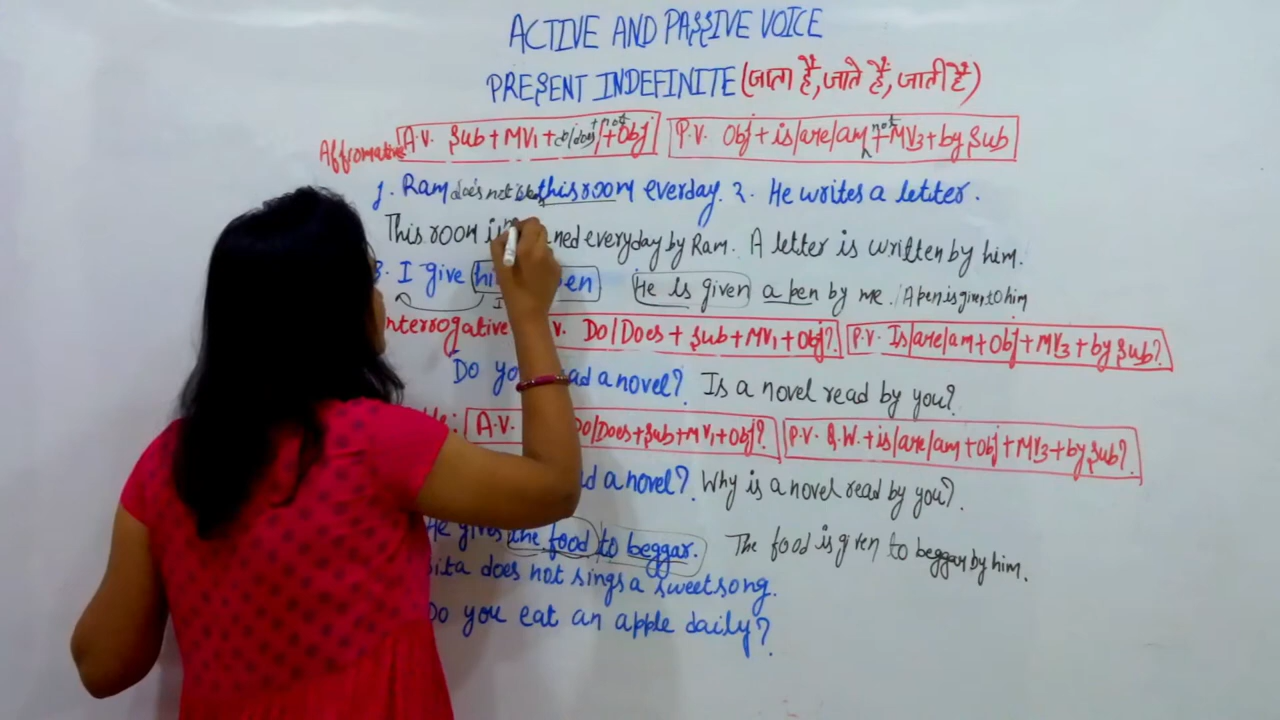 ACTIVE AND PASSIVE VOICE
PRESENT INDEFINITE (जाता है, जाते हैं, जाती है)
Affromative A.V. Sub + MV1 + do/does + not + Obj P.V. Obj + is/are/am + not + MV3 + by Sub
1. Ram does not this room everday. 2. He writes a letter.
This room is everyday by Ram. A letter is written by him.
3. I give He is given a pen by me. A pen is given to him
Interrogative Do/Does + Sub + MV1 + Obj? P.V. Is/are/am + Obj + MV3 + by Sub?
Do you a novel? Is a novel read by you?
A.V. Do/Does + Sub + MV1 + Obj? P.V. Q.W. + is/are/am + Obj + MV3 + by Sub?
a novel? Why is a novel read by you?
He gives the food to beggar. The food is given to beggar by him.
Sita does not sings a sweet song.
Do you eat an apple daily?